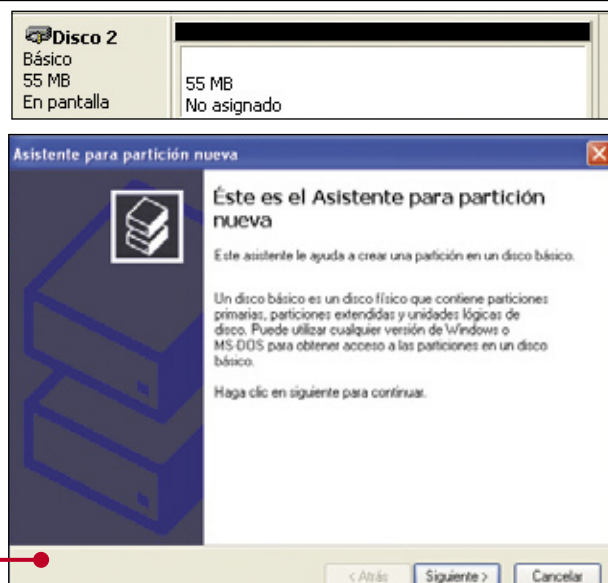 Disco 2
Básico
55 MB
En pantalla
55 MB
No asignado
Asistente para partición nueva
Éste es el Asistente para partición
nueva
Este asistente le ayuda a crear una partición en un disco básico.
Un disco básico es un disco físico que contiene particiones
primarias, particiones extendidas y unidades lógicas de
disco. Puede utilizar cualquier versión de Windows o
MS-DOS para obtener acceso a las particiones en un disco
básico.
Haga clic en siguiente para continuar.
< Atrás
Siguiente >
Cancelar